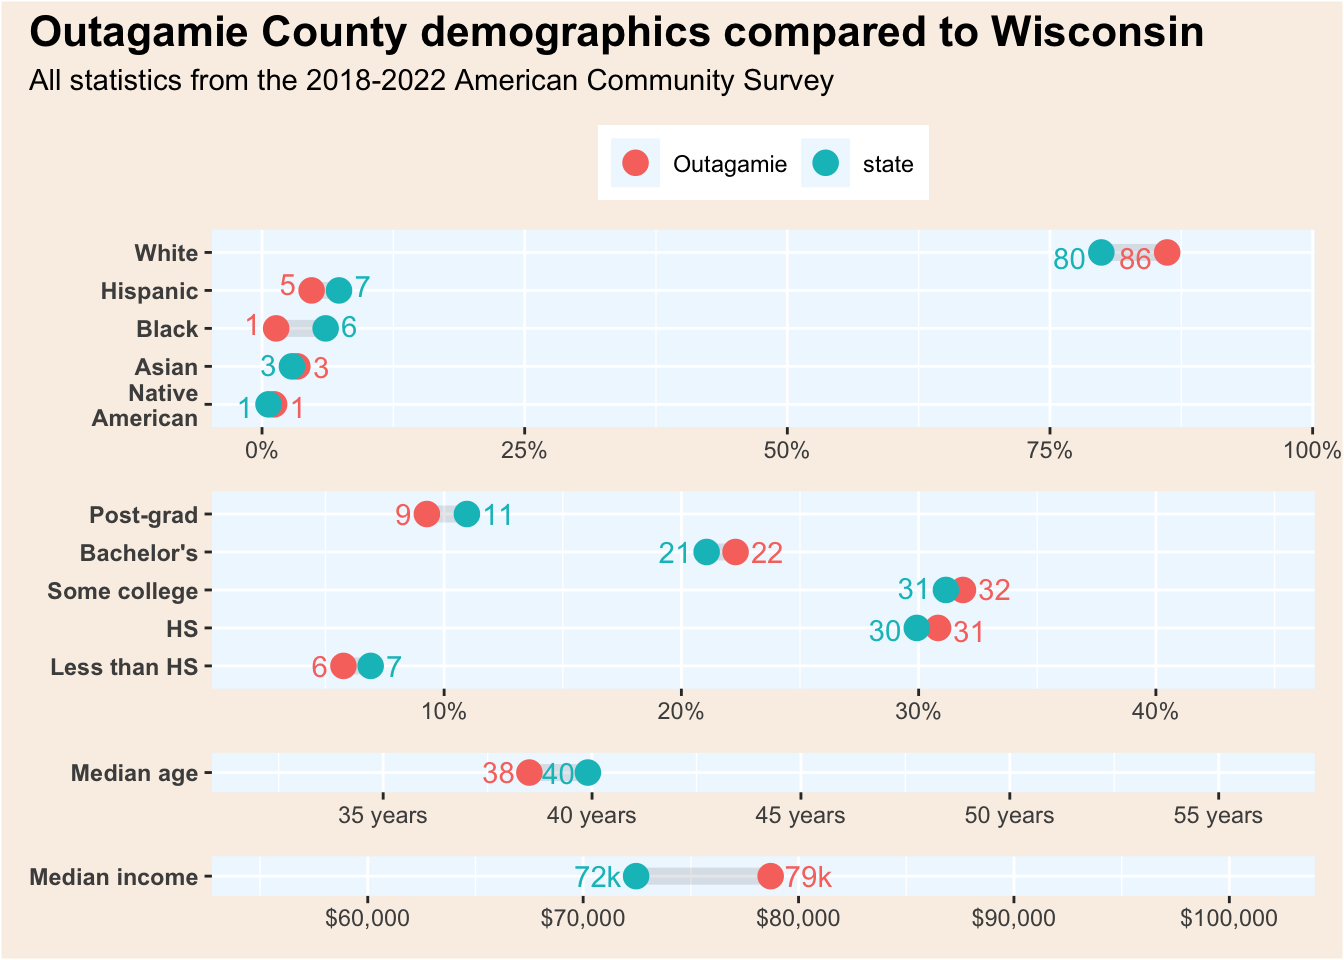 Outagamie County demographics compared to Wisconsin
All statistics from the 2018-2022 American Community Survey
Outagamie state
White 80 86
Hispanic 5 7
Black 1 6
Asian 3 3
Native
American 1 1
0% 25% 50% 75% 100%
Post-grad 9 11
Bachelor's 21 22
Some college 31 32
HS 30 31
Less than HS 6 7
10% 20% 30% 40%
Median age 38 40
35 years 40 years 45 years 50 years 55 years
Median income 72k 79k
$60,000 $70,000 $80,000 $90,000 $100,000